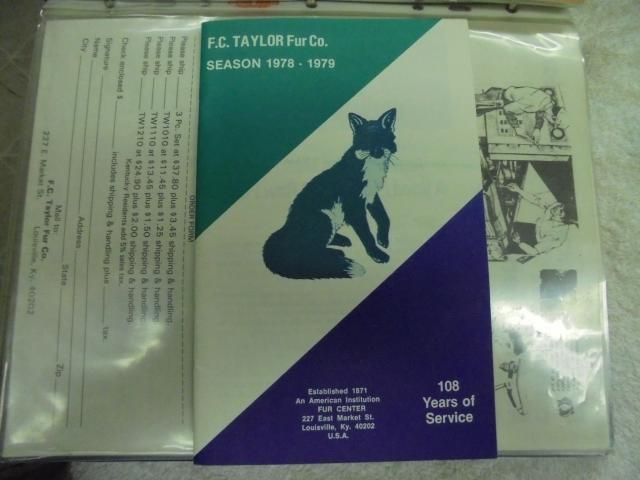 F.C. TAYLOR Fur Co.
SEASON 1978 - 1979
Established 1871
An American Institution
FUR CENTER
227 East Market St.
Louisville, Ky. 40202
U.S.A.
108
Years of
Service
ORDER FORM
Please ship 3 Pc. Set at $37.80 plus $3.45 shipping & handling.
Please ship TW1010 at $11.45 plus $1.25 shipping & handling.
Please ship TW1110 at $13.45 plus $1.50 shipping & handling.
Please ship TW1210 at $24.90 plus $2.00 shipping & handling.
Kentucky Residents add 5% sales tax.
Check enclosed $ includes shipping & handling plus tax.
Signature
Name
Address
City State Zip
Mail to:
F.C. Taylor Fur Co.
227 E. Market St. Louisville, Ky. 40202